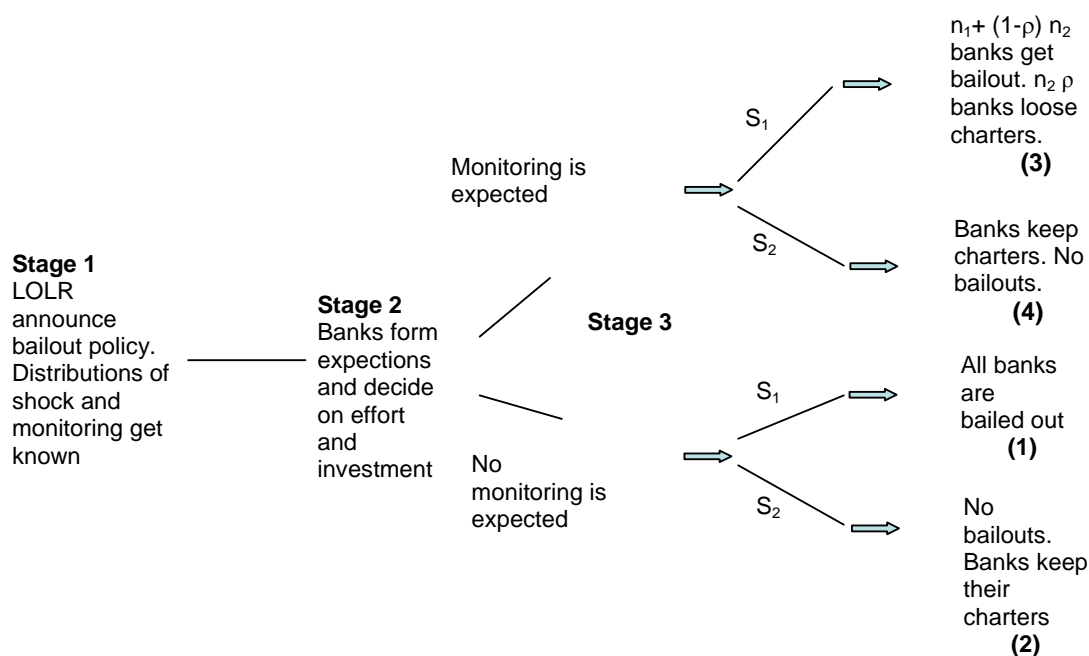 Stage 1
LOLR
announce
bailout policy.
Distributions of
shock and
monitoring get
known
Stage 2
Banks form
expections
and decide
on effort
and
investment
Monitoring is
expected
Stage 3
No
monitoring is
expected
S₁
S₂
S₁
S₂
n₁+ (1-ρ) n₂
banks get
bailout. n₂ ρ
banks loose
charters.
(3)
Banks keep
charters. No
bailouts.
(4)
All banks
are
bailed out
(1)
No
bailouts.
Banks keep
their
charters
(2)